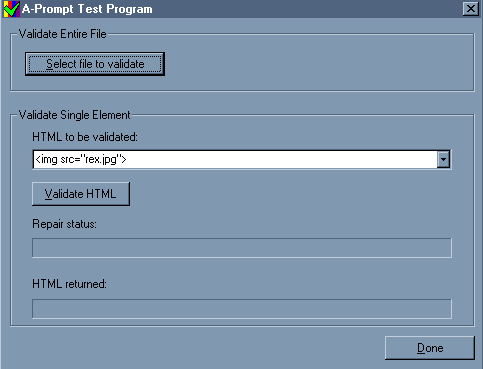 A-Prompt Test Program
Validate Entire File
Select file to validate
Validate Single Element
HTML to be validated:
<img src="rex.jpg">
Validate HTML
Repair status:
HTML returned:
Done